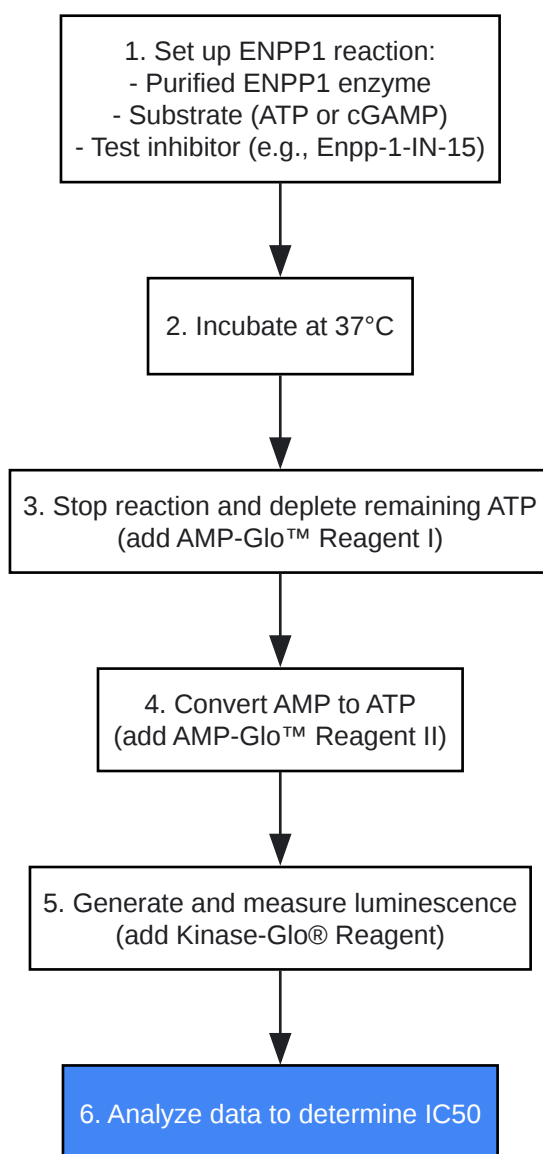 1. Set up ENPP1 reaction:
- Purified ENPP1 enzyme
- Substrate (ATP or cGAMP)
- Test inhibitor (e.g., Enpp-1-IN-15)
2. Incubate at 37°C
3. Stop reaction and deplete remaining ATP
(add AMP-Glo™ Reagent I)
4. Convert AMP to ATP
(add AMP-Glo™ Reagent II)
5. Generate and measure luminescence
(add Kinase-Glo® Reagent)
6. Analyze data to determine IC50